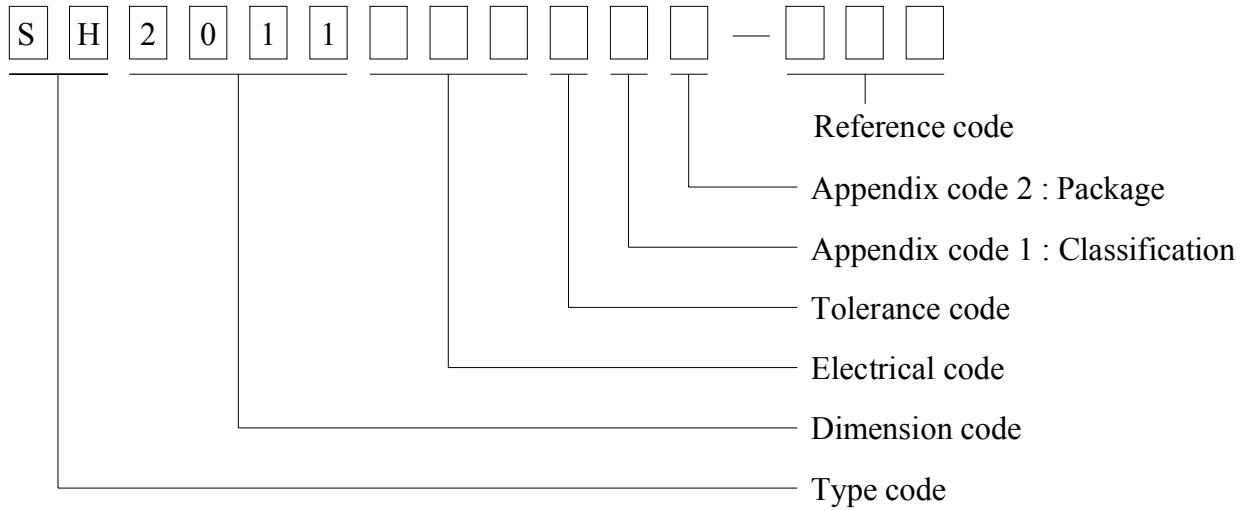 S H 2 0 1 1 —
Reference code
Appendix code 2 : Package
Appendix code 1 : Classification
Tolerance code
Electrical code
Dimension code
Type code